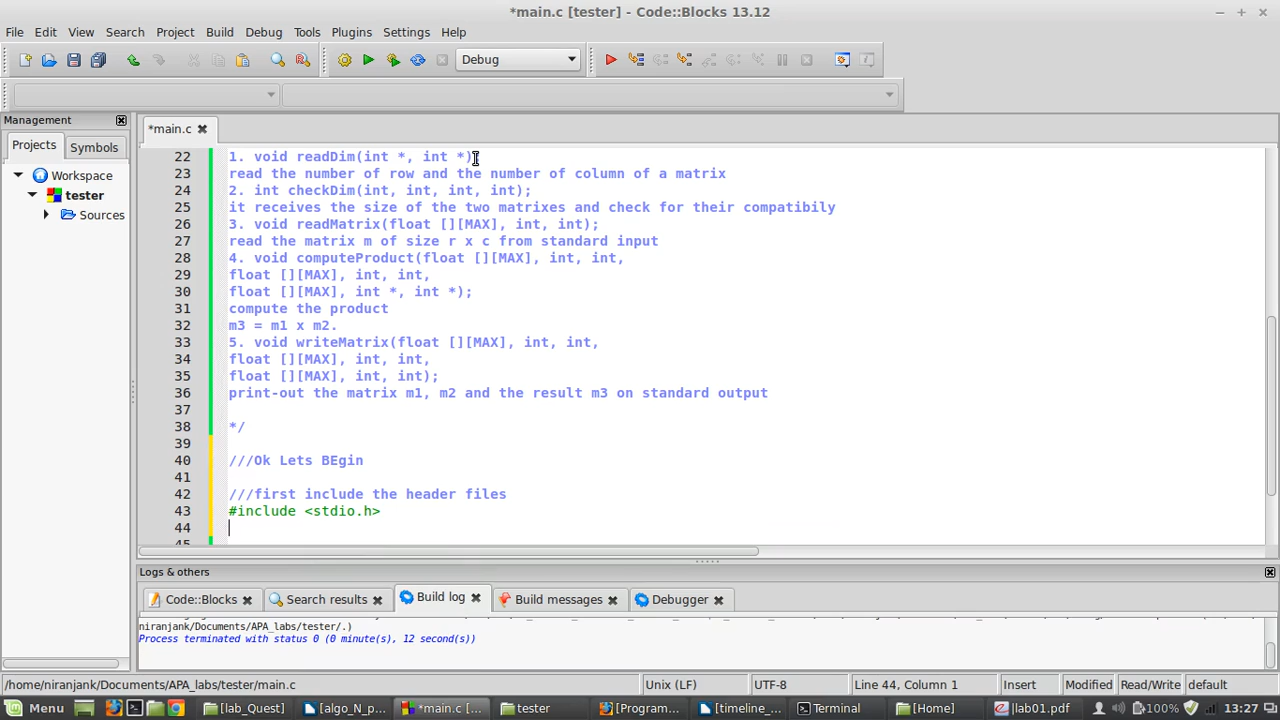 *main.c [tester] - Code::Blocks 13.12
File Edit View Search Project Build Debug Tools Plugins Settings Help
Debug
Management
*main.c
Projects Symbols
Workspace
tester
Sources
22 1. void readDim(int *, int *)
23 read the number of row and the number of column of a matrix
24 2. int checkDim(int, int, int, int);
25 it receives the size of the two matrixes and check for their compatibily
26 3. void readMatrix(float [][MAX], int, int);
27 read the matrix m of size r x c from standard input
28 4. void computeProduct(float [][MAX], int, int,
29 float [][MAX], int, int,
30 float [][MAX], int *, int *);
31 compute the product
32 m3 = m1 x m2.
33 5. void writeMatrix(float [][MAX], int, int,
34 float [][MAX], int, int,
35 float [][MAX], int, int);
36 print-out the matrix m1, m2 and the result m3 on standard output
37
38 */
39
40 ///Ok Lets BEgin
41
42 ///first include the header files
43 #include <stdio.h>
44
45
Logs & others
Code::Blocks Search results Build log Build messages Debugger
niranjank/Documents/APA_labs/tester/.)
Process terminated with status 0 (0 minute(s), 12 second(s))
/home/niranjank/Documents/APA_labs/tester/main.c Unix (LF) UTF-8 Line 44, Column 1 Insert Modified Read/Write default
Menu [lab_Quest] [algo_N_p... *main.c [... tester [Program... [timeline_... Terminal [Home] [lab01.pdf 100% 13:27